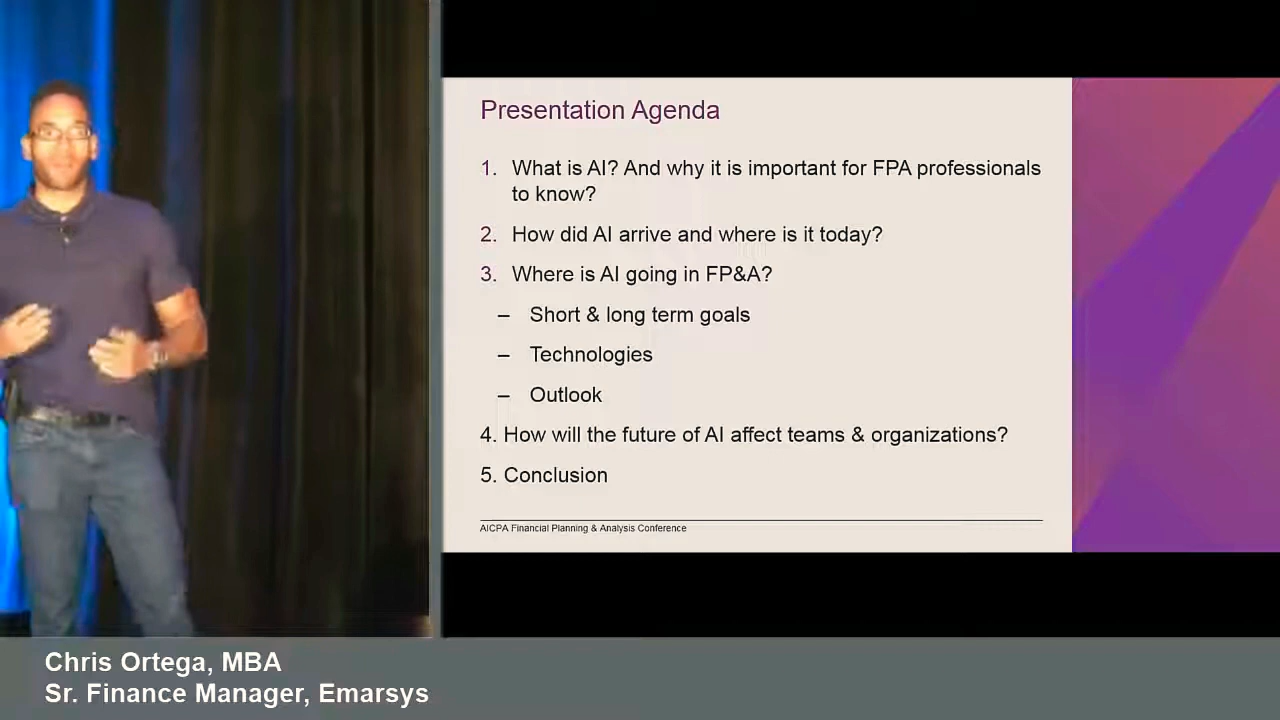 Presentation Agenda
1. What is AI? And why it is important for FPA professionals
to know?
2. How did AI arrive and where is it today?
3. Where is AI going in FP&A?
– Short & long term goals
– Technologies
– Outlook
4. How will the future of AI affect teams & organizations?
5. Conclusion
AICPA Financial Planning & Analysis Conference
Chris Ortega, MBA
Sr. Finance Manager, Emarsys